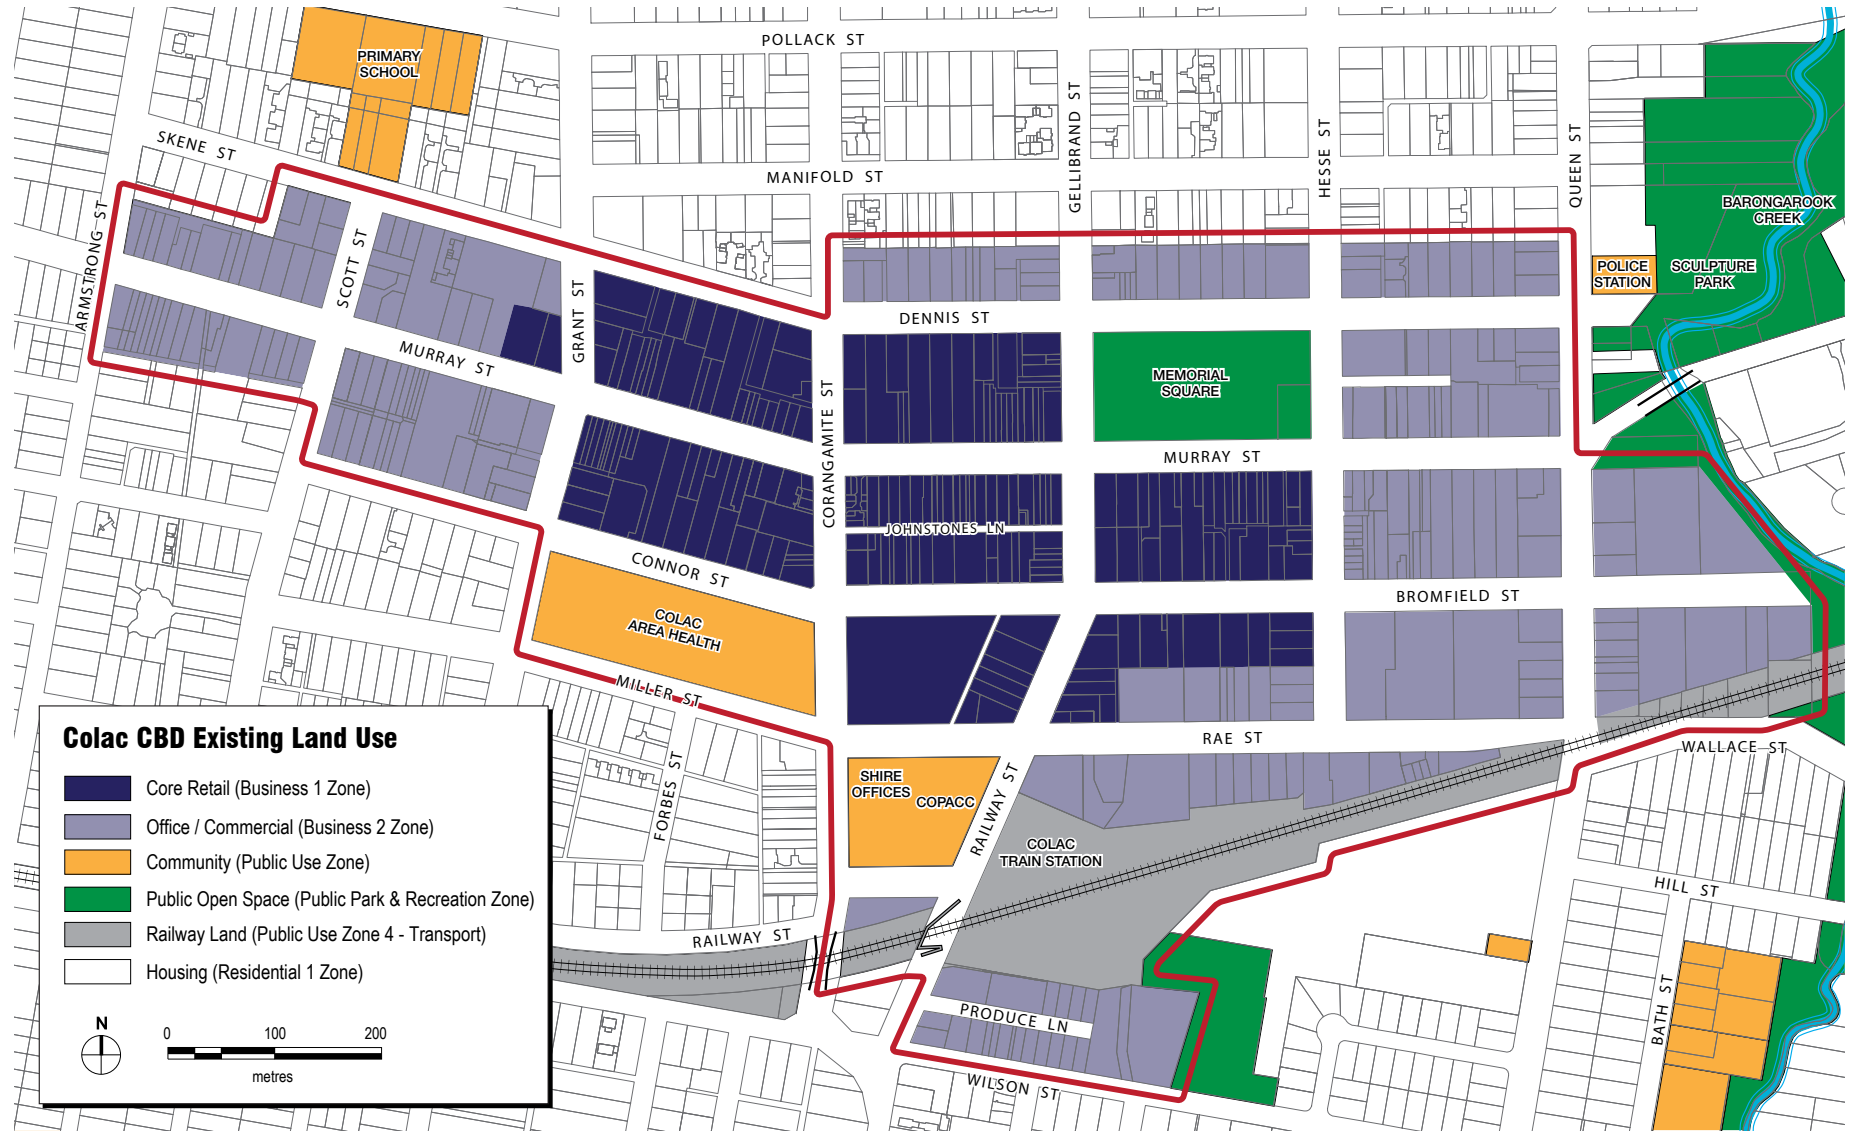 POLLACK ST
PRIMARY
SCHOOL
SKENE ST
MANIFOLD ST
GELLIBRAND ST
HESSE ST
QUEEN ST
BARONGAROOK
CREEK
ARMSTRONG ST
SCOTT ST
GRANT ST
POLICE
STATION
SCULPTURE
PARK
DENNIS ST
MURRAY ST
CORANGAMITE ST
MEMORIAL
SQUARE
MURRAY ST
JOHNSTONES LN
CONNOR ST
BROMFIELD ST
COLAC
AREA HEALTH
MILLER ST
RAE ST
WALLACE ST
FORBES ST
SHIRE
OFFICES
COPACC
RAILWAY ST
COLAC
TRAIN STATION
HILL ST
RAILWAY ST
BATH ST
PRODUCE LN
WILSON ST
Colac CBD Existing Land Use
Core Retail (Business 1 Zone)
Office / Commercial (Business 2 Zone)
Community (Public Use Zone)
Public Open Space (Public Park & Recreation Zone)
Railway Land (Public Use Zone 4 - Transport)
Housing (Residential 1 Zone)
N
0 100 200
metres